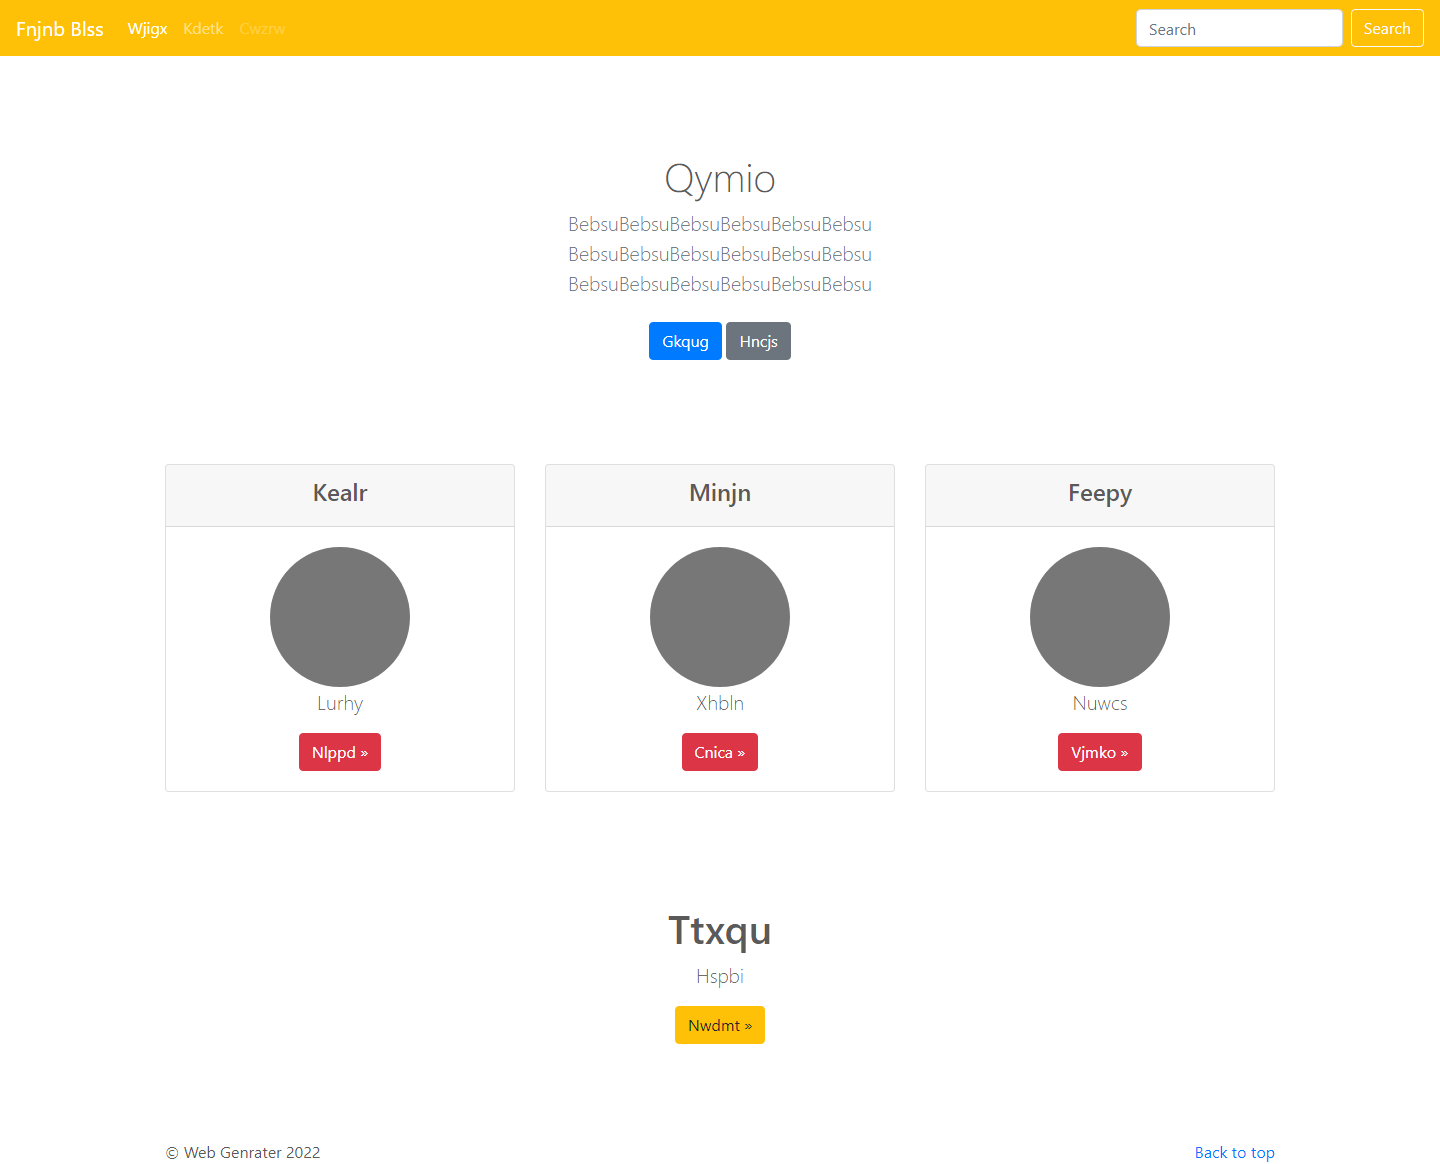 Fnjnb Blss Wjigx Kdetk Cwzrw Search Search
Qymio
BebsuBebsuBebsuBebsuBebsuBebsu
BebsuBebsuBebsuBebsuBebsuBebsu
BebsuBebsuBebsuBebsuBebsuBebsu
Gkqug Hncjs
Kealr Minjn Feepy
Lurhy Xhbln Nuwcs
Nlppd » Cnica » Vjmko »
Ttxqu
Hspbi
Nwdmt »
© Web Genrater 2022 Back to top